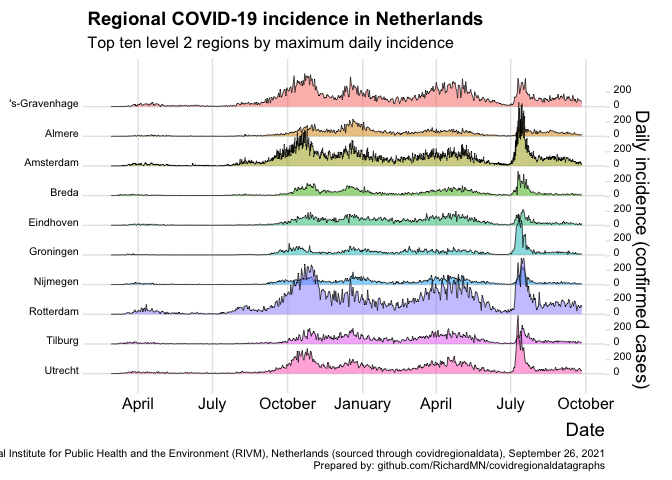 Regional COVID-19 incidence in Netherlands
Top ten level 2 regions by maximum daily incidence
's-Gravenhage
Almere
Amsterdam
Breda
Eindhoven
Groningen
Nijmegen
Rotterdam
Tilburg
Utrecht
200
0
200
0
200
0
200
0
200
0
200
0
200
0
200
0
200
0
200
0
Daily incidence (confirmed cases)
April July October January April July October
Date
al Institute for Public Health and the Environment (RIVM), Netherlands (sourced through covidregionaldata), September 26, 2021
Prepared by: github.com/RichardMN/covidregionaldatagraphs